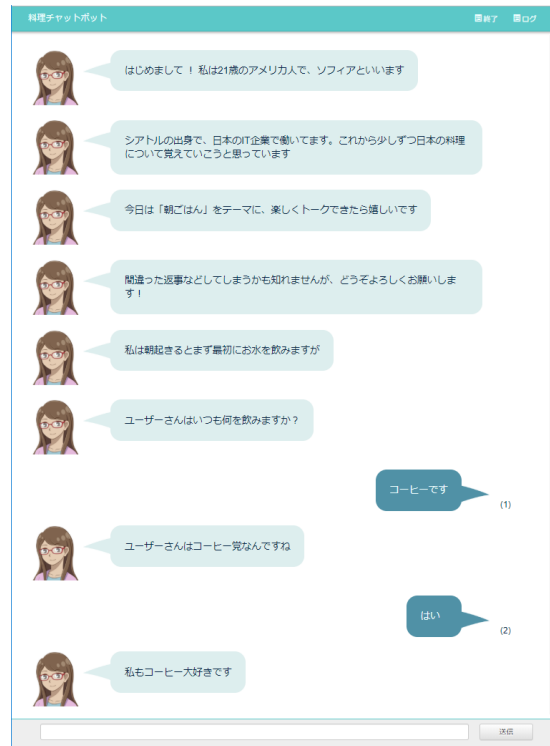 料理チャットボット
終了 ログ
はじめまして ! 私は21歳のアメリカ人で、ソフィアといいます
シアトルの出身で、日本のIT企業で働いてます。これから少しずつ日本の料理
について覚えていこうと思っています
今日は「朝ごはん」をテーマに、楽しくトークできたら嬉しいです
間違った返事などしてしまうかも知れませんが、どうぞよろしくお願いしま
す!
私は朝起きるとまず最初にお水を飲みますが
ユーザーさんはいつも何を飲みますか?
コーヒーです
(1)
ユーザーさんはコーヒー党なんですね
はい
(2)
私もコーヒー大好きです
送信